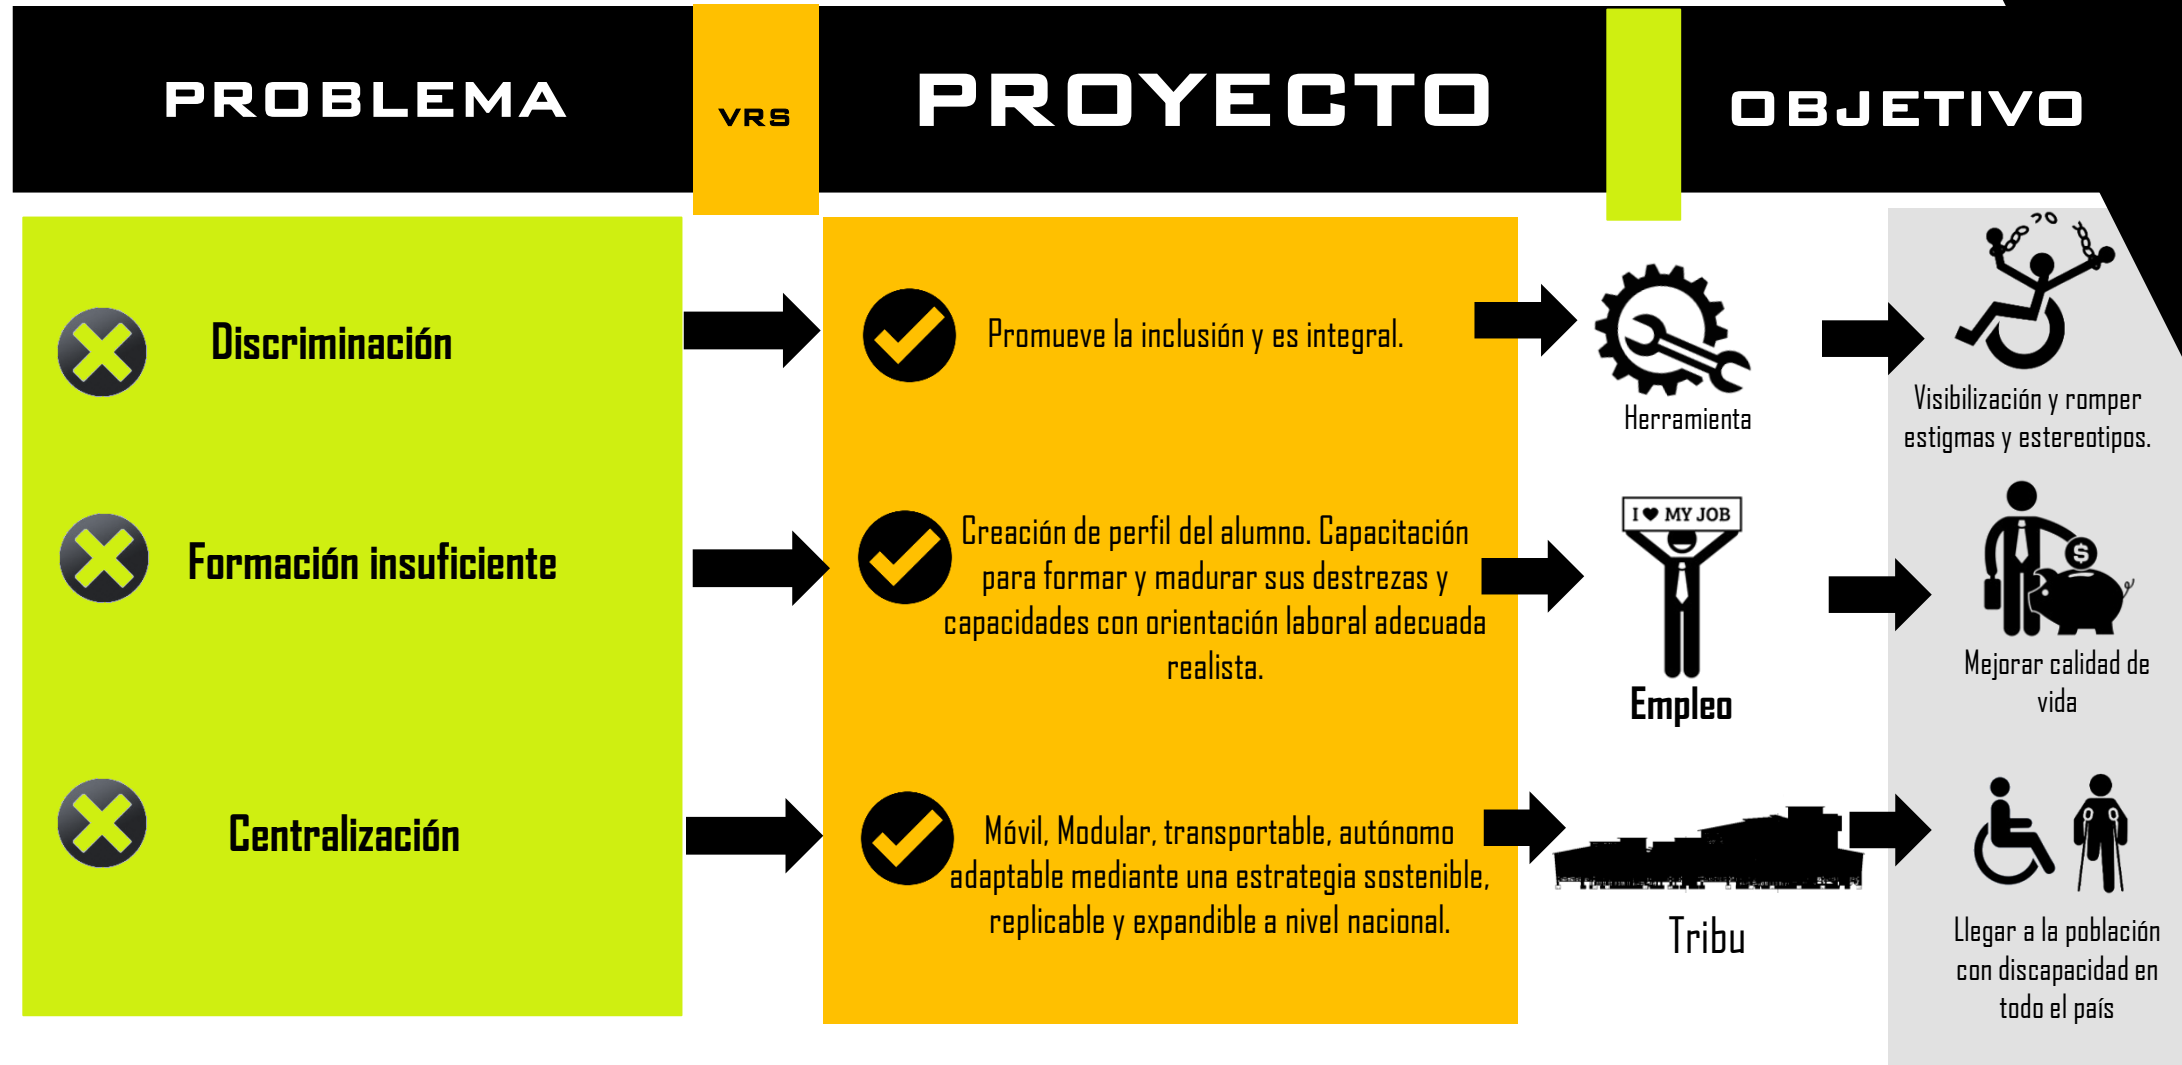 PROBLEMA
VRS
PROYECTO
OBJETIVO
Discriminación
Promueve la inclusión y es integral.
Herramienta
Visibilización y romper
estigmas y estereotipos.
Formación insuficiente
Creación de perfil del alumno. Capacitación
para formar y madurar sus destrezas y
capacidades con orientación laboral adecuada
realista.
I ♥ MY JOB
Empleo
$
Mejorar calidad de
vida
Centralización
Móvil, Modular, transportable, autónomo
adaptable mediante una estrategia sostenible,
replicable y expandible a nivel nacional.
Tribu
Llegar a la población
con discapacidad en
todo el país